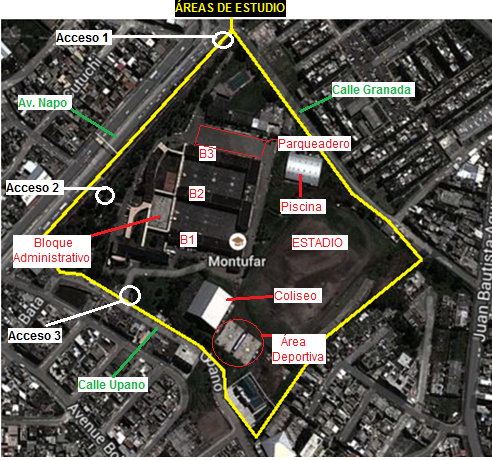 ÁREAS DE ESTUDIO
Acceso 1
Calle Granada
Av. Napo
Parqueadero
B3
Acceso 2
B2
Piscina
Bloque
Administrativo
B1
ESTADIO
Montufar
Coliseo
Bata
Acceso 3
Juan Bautista
Área
Deportiva
Calle Upano
Upano
Avenue Bo